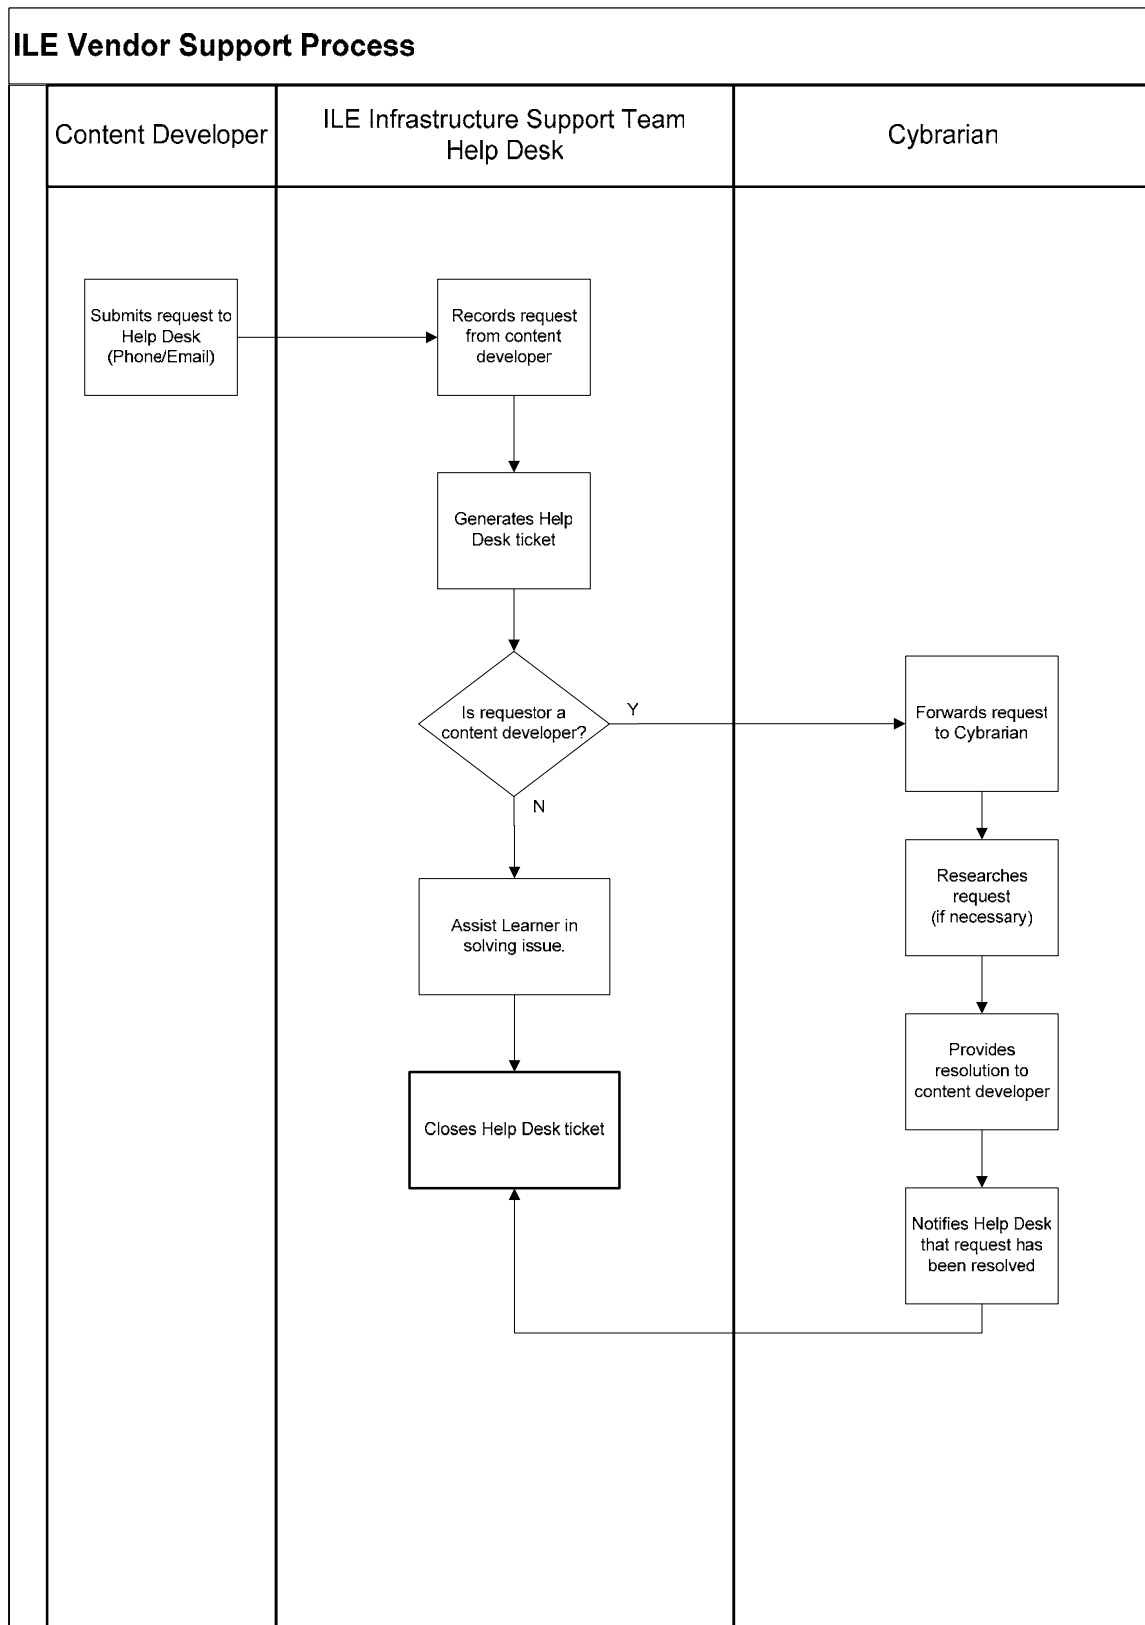 ILE Vendor Support Process
Content Developer
ILE Infrastructure Support Team
Help Desk
Cybrarian
Submits request to
Help Desk
(Phone/Email)
Records request
from content
developer
Generates Help
Desk ticket
Is requestor a
content developer?
Y
N
Forwards request
to Cybrarian
Researches
request
(if necessary)
Assist Learner in
solving issue.
Provides
resolution to
content developer
Closes Help Desk ticket
Notifies Help Desk
that request has
been resolved